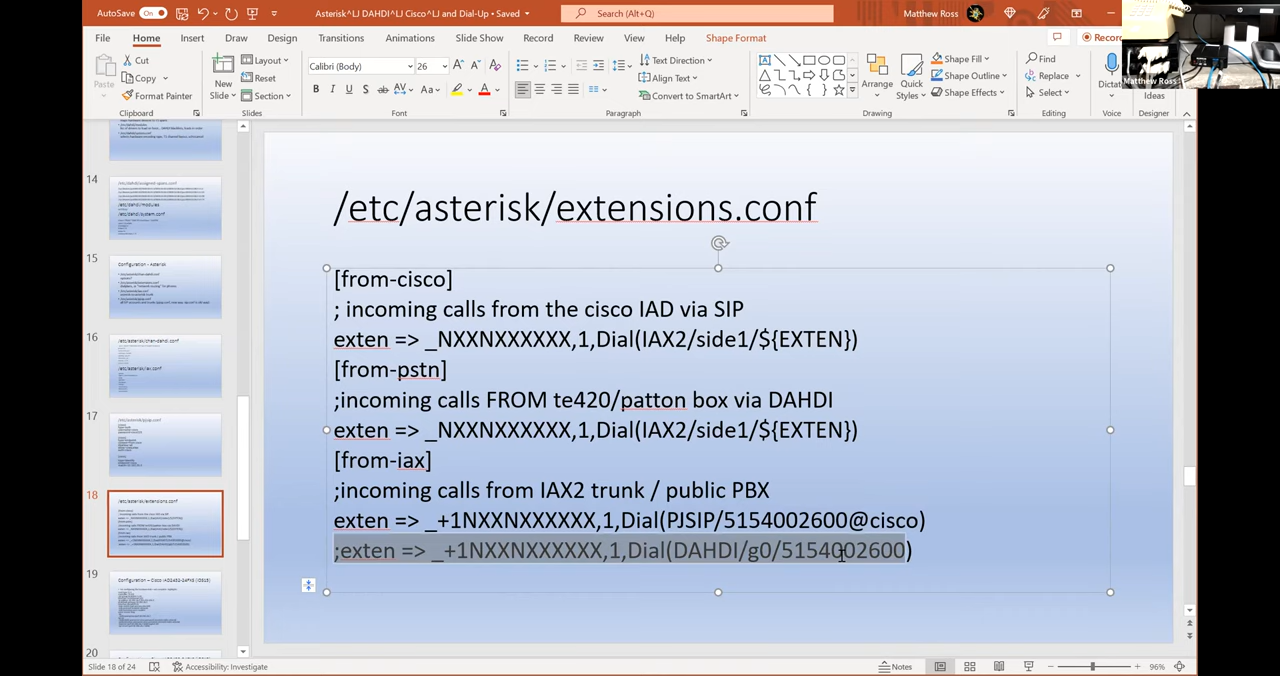 AutoSave On
Asterisk^LJ DAHDI^LJ Cisco^LJ and Dial-Up • Saved
Search (Alt+Q)
Matthew Ross
File Home Insert Draw Design Transitions Animations Slide Show Record Review View Help Shape Format
Recor
Matthew Ross
Paste
Cut
Copy
Format Painter
Clipboard
New Slide
Layout
Reset
Section
Slides
Calibri (Body) 26
Font
Text Direction
Align Text
Convert to SmartArt
Paragraph
Arrange
Quick Styles
Shape Fill
Shape Outline
Shape Effects
Drawing
Find
Replace
Select
Editing
Dictat
Voice
Ideas
Designer
14
15
16
17
18
19
20
/etc/asterisk/extensions.conf
[from-cisco]
; incoming calls from the cisco IAD via SIP
exten => _NXXNXXXXXX,1,Dial(IAX2/side1/${EXTEN})
[from-pstn]
;incoming calls FROM te420/patton box via DAHDI
exten => _NXXNXXXXXX,1,Dial(IAX2/side1/${EXTEN})
[from-iax]
;incoming calls from IAX2 trunk / public PBX
exten => _+1NXXNXXXXXX,1,Dial(PJSIP/5154002600@cisco)
;exten => _+1NXXNXXXXXX,1,Dial(DAHDI/g0/5154002600)
Slide 18 of 24
Accessibility: Investigate
Notes
96%